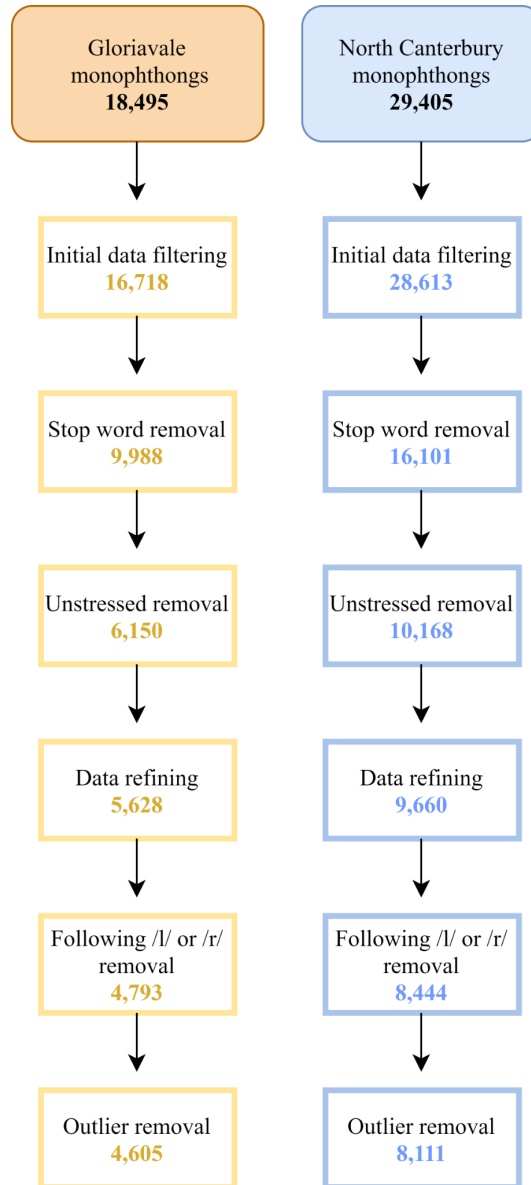 Gloriavale
monophthongs
18,495
Initial data filtering
16,718
Stop word removal
9,988
Unstressed removal
6,150
Data refining
5,628
Following /l/ or /r/
removal
4,793
Outlier removal
4,605
North Canterbury
monophthongs
29,405
Initial data filtering
28,613
Stop word removal
16,101
Unstressed removal
10,168
Data refining
9,660
Following /l/ or /r/
removal
8,444
Outlier removal
8,111